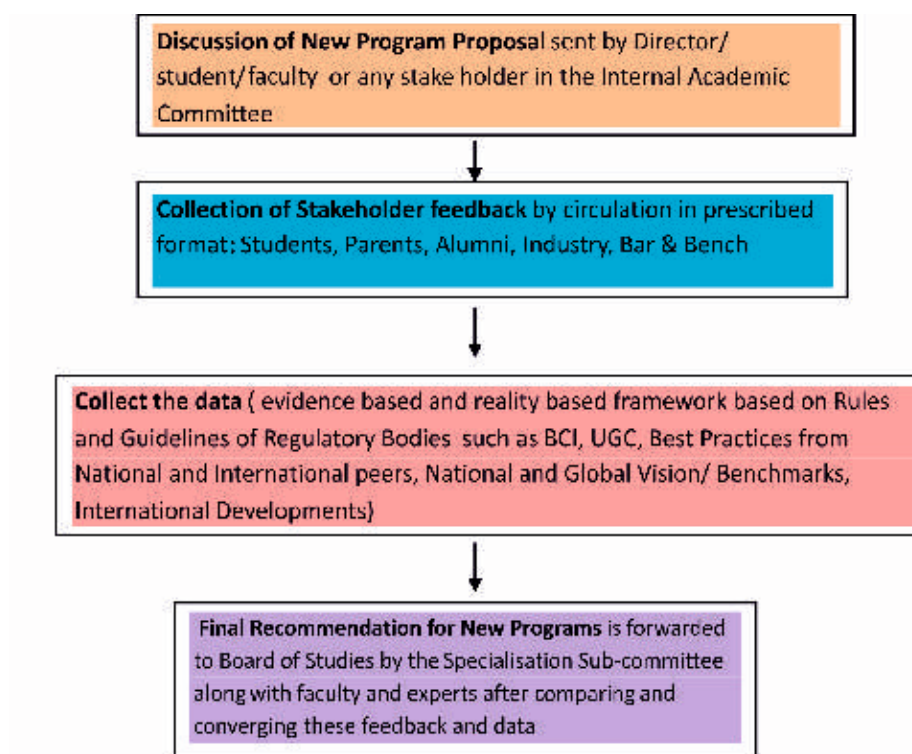 Discussion of New Program Proposal sent by Director/
student/faculty or any stake holder in the Internal Academic
Committee
Collection of Stakeholder feedback by circulation in prescribed
format: Students, Parents, Alumni, Industry, Bar & Bench
Collect the data ( evidence based and reality based framework based on Rules
and Guidelines of Regulatory Bodies such as BCI, UGC, Best Practices from
National and International peers, National and Global Vision/ Benchmarks,
International Developments)
Final Recommendation for New Programs is forwarded
to Board of Studies by the Specialisation Sub-committee
along with faculty and experts after comparing and
converging these feedback and data